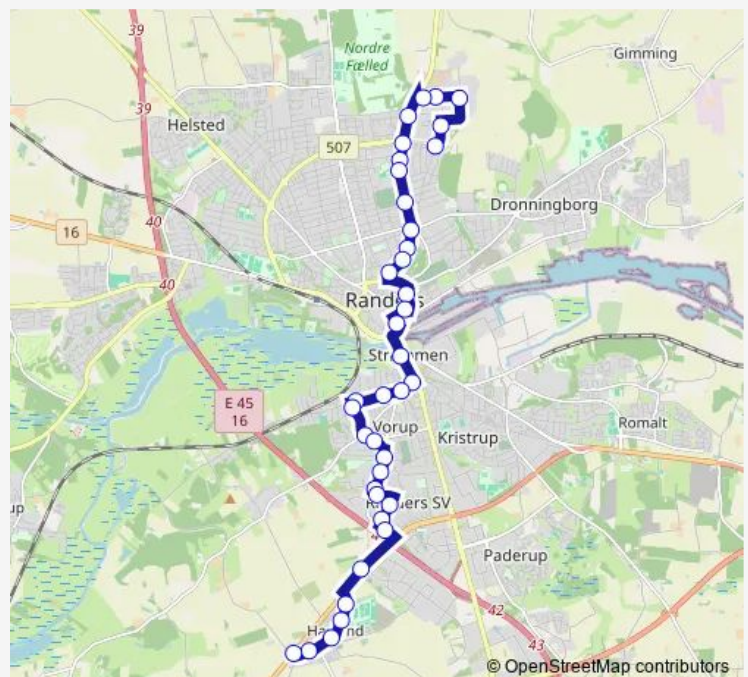 39
Nordre
Fælled
Gimming
39
Helsted
507
40
Dronningborg
16
40
Randers
Strømmen
E 45
16
Romalt
Vorup
Kristrup
up
Randers SV
Paderup
42
43
© OpenStreetMap contributors